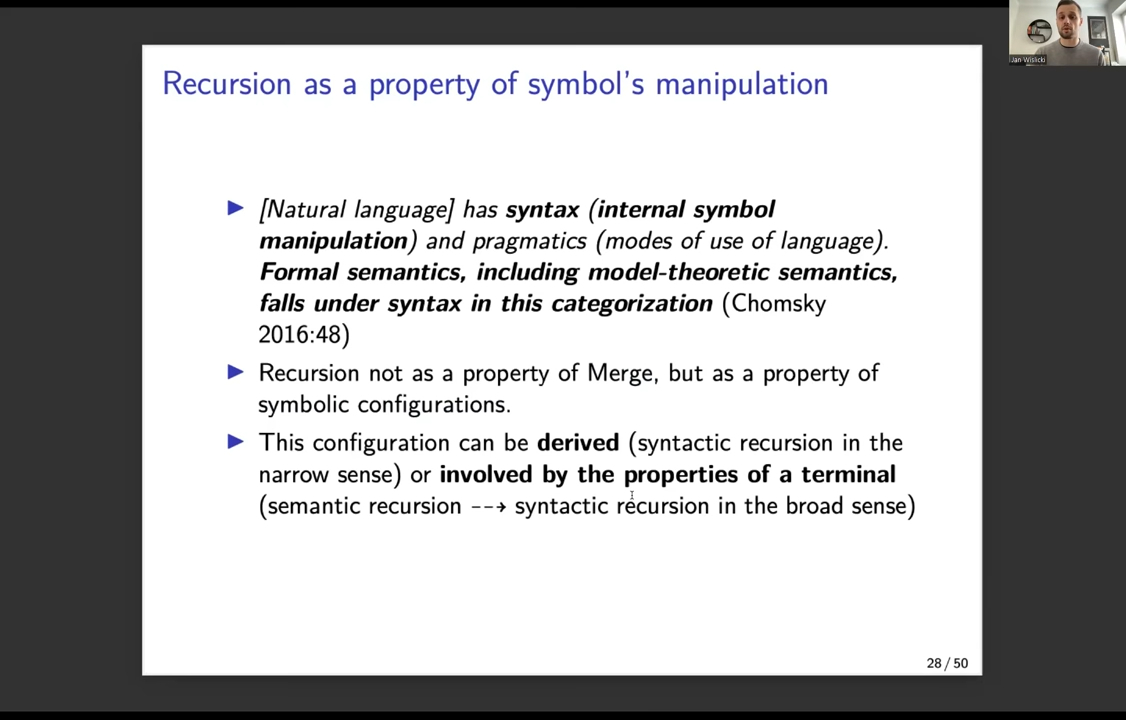 Jan Wislicki
Recursion as a property of symbol's manipulation
▶ [Natural language] has syntax (internal symbol
manipulation) and pragmatics (modes of use of language).
Formal semantics, including model-theoretic semantics,
falls under syntax in this categorization (Chomsky
2016:48)
▶ Recursion not as a property of Merge, but as a property of
symbolic configurations.
▶ This configuration can be derived (syntactic recursion in the
narrow sense) or involved by the properties of a terminal
(semantic recursion --→ syntactic recursion in the broad sense)
28 / 50